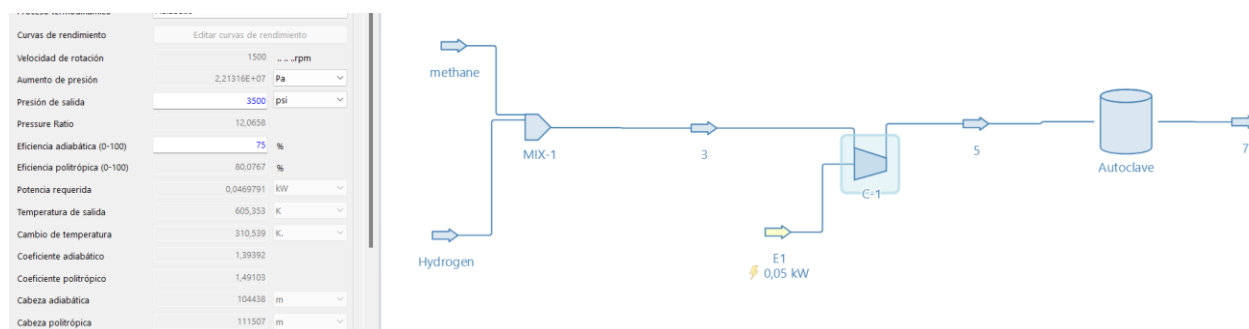 Curvas de rendimiento Editar curvas de rendimiento
Velocidad de rotación 1500 rpm
Aumento de presión 2,21316E+07 Pa
Presión de salida 3500 psi
Pressure Ratio 12,0658
Eficiencia adiabática (0-100) 75 %
Eficiencia politrópica (0-100) 80,0767 %
Potencia requerida 0,0469791 kW
Temperatura de salida 605,353 K
Cambio de temperatura 310,539 K.
Coeficiente adiabático 1,39392
Coeficiente politrópico 1,49103
Cabeza adiabática 104438 m
Cabeza politrópica 111507 m
methane
MIX-1
3
5
Autoclave
7
C-1
Hydrogen
E1
0,05 kW